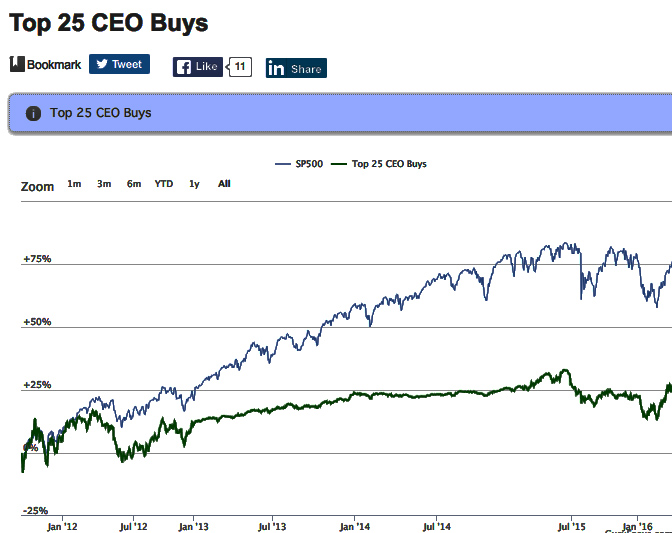 Top 25 CEO Buys
Bookmark Tweet Like 11 in Share
Top 25 CEO Buys
SP500 Top 25 CEO Buys
Zoom 1m 3m 6m YTD 1y All
+75%
+50%
+25%
0%
-25%
Jan '12 Jul '12 Jan '13 Jul '13 Jan '14 Jul '14 Jul '15 Jan '16